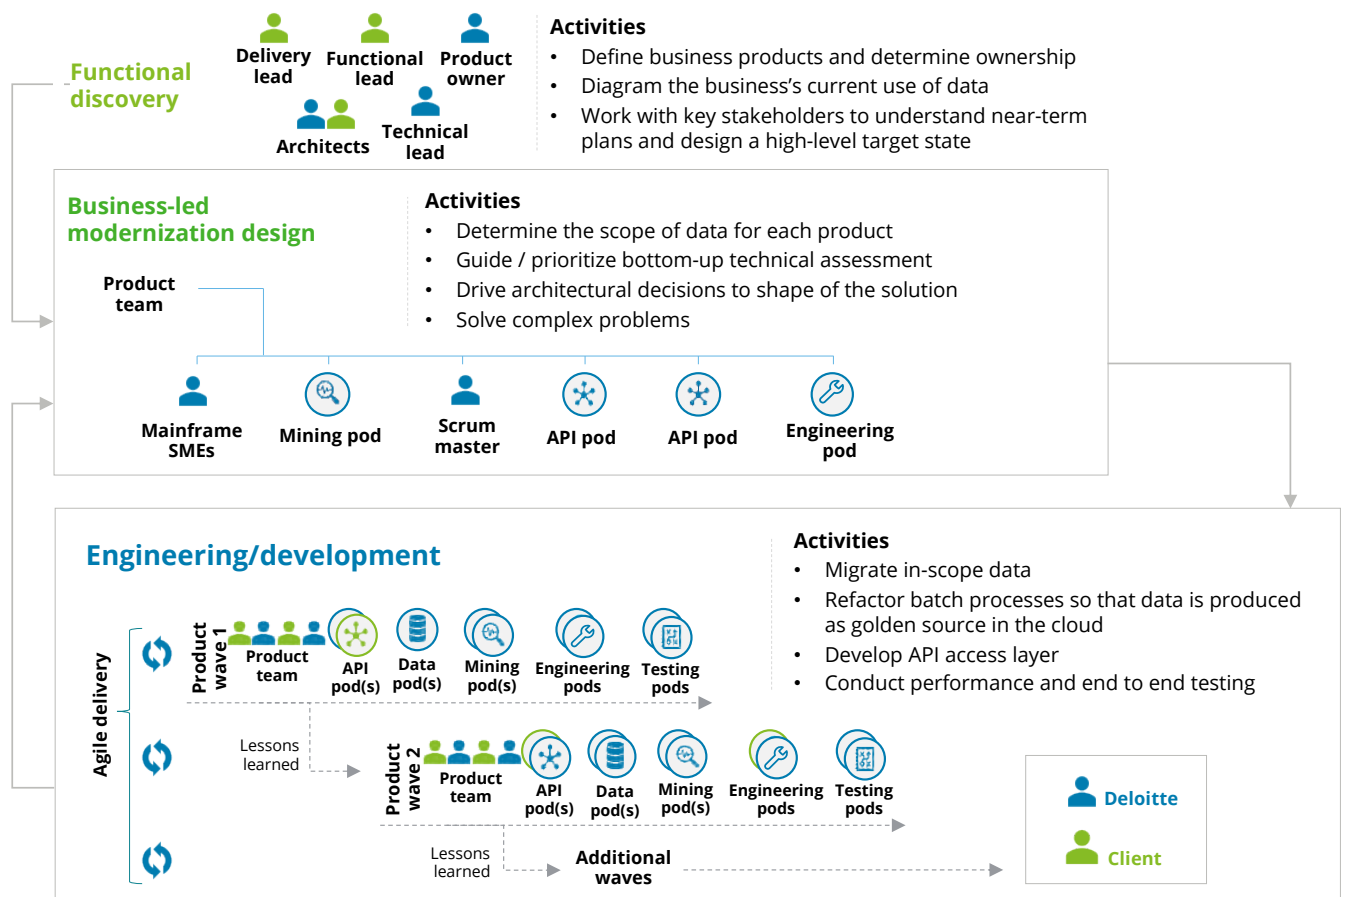 Functional
discovery
Delivery
lead
Functional
lead
Product
owner
Architects
Technical
lead
Activities
• Define business products and determine ownership
• Diagram the business's current use of data
• Work with key stakeholders to understand near-term
plans and design a high-level target state
Business-led
modernization design
Activities
• Determine the scope of data for each product
• Guide / prioritize bottom-up technical assessment
• Drive architectural decisions to shape of the solution
• Solve complex problems
Product
team
Mainframe
SMEs
Mining pod
Scrum
master
API pod
API pod
Engineering
pod
Engineering/development
Activities
• Migrate in-scope data
• Refactor batch processes so that data is produced
as golden source in the cloud
• Develop API access layer
• Conduct performance and end to end testing
Agile delivery
Product
wave 1
Product
team
API
pod(s)
Data
pod(s)
Mining
pod(s)
Engineering
pods
Testing
pods
Lessons
learned
Product
wave 2
Product
team
API
pod(s)
Data
pod(s)
Mining
pod(s)
Engineering
pods
Testing
pods
Lessons
learned
Additional
waves
Deloitte
Client